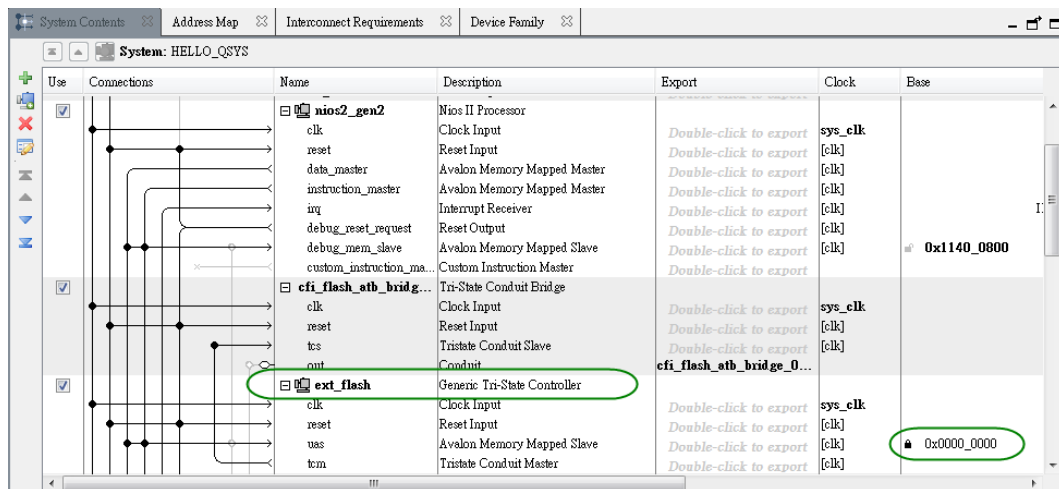 System Contents Address Map Interconnect Requirements Device Family
System: HELLO_QSYS
Use Connections Name Description Export Clock Base
nios2_gen2 Nios II Processor
clk Clock Input Double-click to export sys_clk
reset Reset Input Double-click to export [clk]
data_master Avalon Memory Mapped Master Double-click to export [clk]
instruction_master Avalon Memory Mapped Master Double-click to export [clk]
irq Interrupt Receiver Double-click to export [clk]
debug_reset_request Reset Output Double-click to export [clk]
debug_mem_slave Avalon Memory Mapped Slave Double-click to export [clk] 0x1140_0800
custom_instruction_ma... Custom Instruction Master Double-click to export
cfi_flash_atb_bridg... Tri-State Conduit Bridge
clk Clock Input Double-click to export sys_clk
reset Reset Input Double-click to export [clk]
tcs Tristate Conduit Slave Double-click to export [clk]
out Conduit cfi_flash_atb_bridge_0...
ext_flash Generic Tri-State Controller
clk Clock Input Double-click to export sys_clk
reset Reset Input Double-click to export [clk]
uas Avalon Memory Mapped Slave Double-click to export [clk] 0x0000_0000
tcm Tristate Conduit Master Double-click to export [clk]